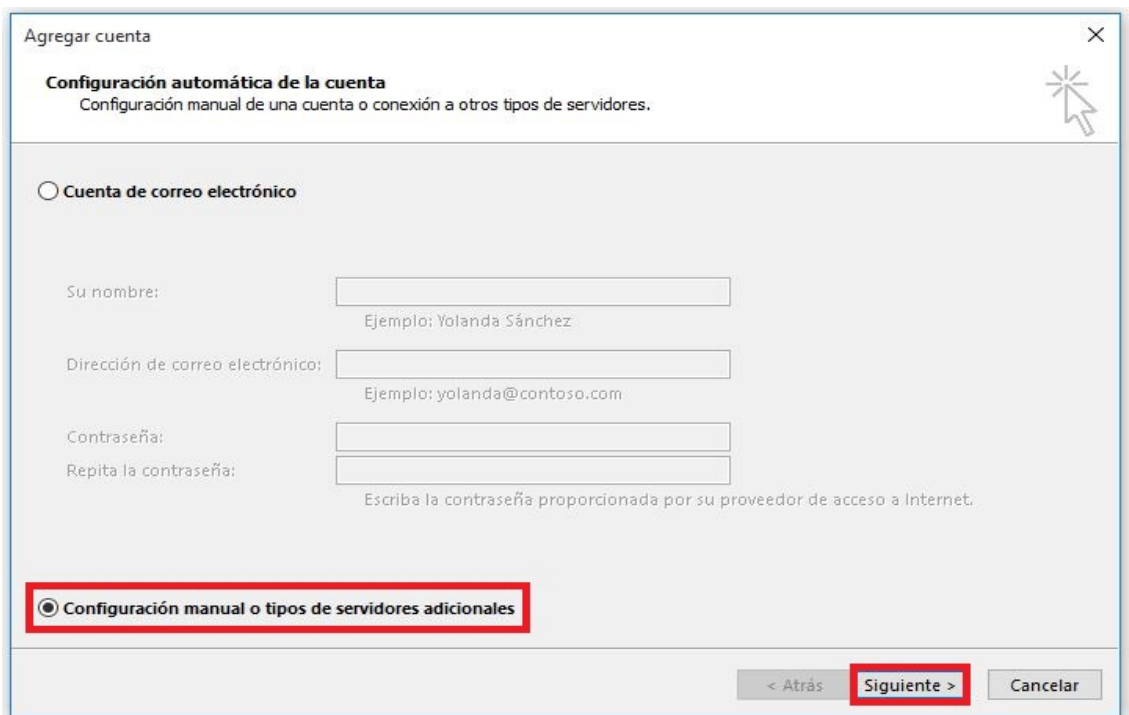 Agregar cuenta
Configuración automática de la cuenta
Configuración manual de una cuenta o conexión a otros tipos de servidores.
Cuenta de correo electrónico
Su nombre:
Ejemplo: Yolanda Sánchez
Dirección de correo electrónico:
Ejemplo: yolanda@contoso.com
Contraseña:
Repita la contraseña:
Escriba la contraseña proporcionada por su proveedor de acceso a Internet.
Configuración manual o tipos de servidores adicionales
< Atrás Siguiente > Cancelar